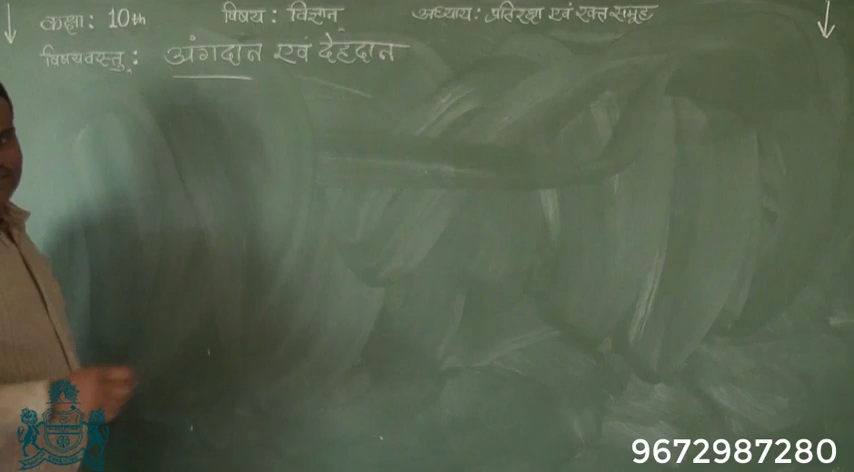 कक्षा : 10th विषय : विज्ञान अध्याय : प्रतिरक्षा एवं रक्त समूह
विषयवस्तु : अंगदान एवं देहदान
9672987280